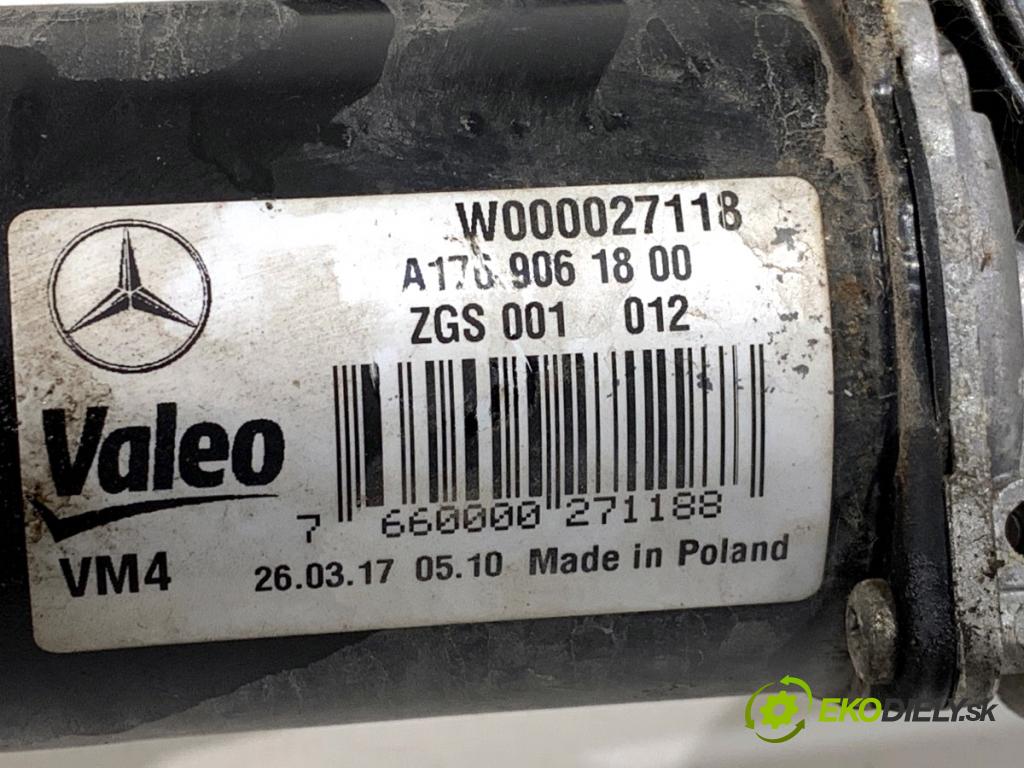 W000027118
A176 906 18 00
ZGS 001 012
Valeo
7 660000 271188
VM4
26.03.17 05.10 Made in Poland
EKODIELY.sk